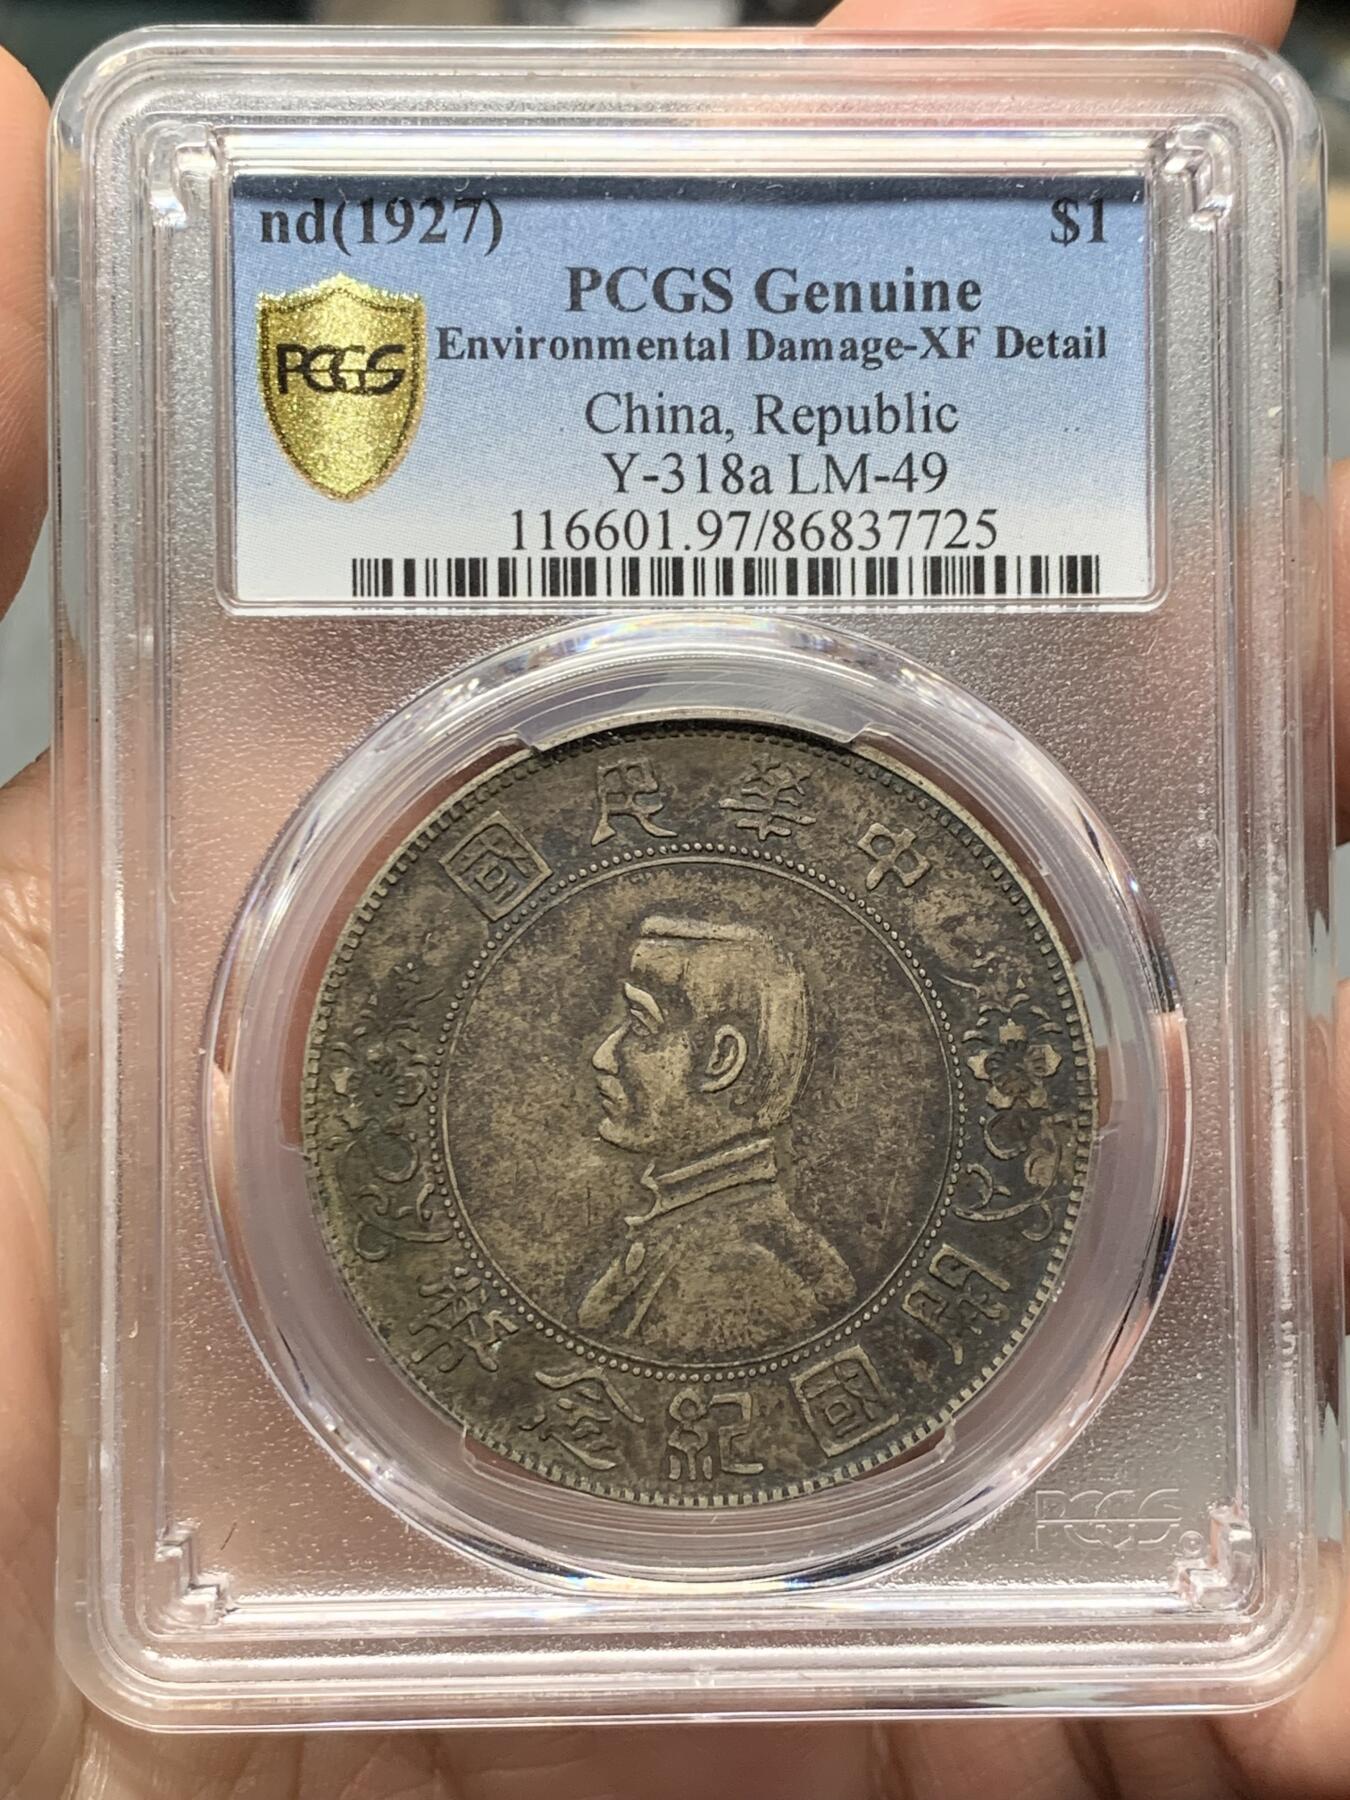 nd(1927) $1
PCGS Genuine
PCGS Environmental Damage-XF Detail
China, Republic
Y-318a LM-49
116601.97/86837725
中華民國
開國紀念幣
PCGS